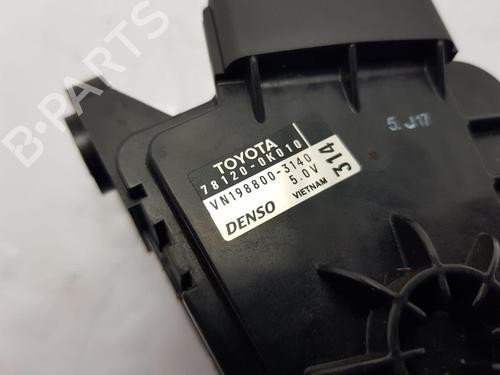 B-PARTS
5. J17
TOYOTA
78120-0K010
VN198800-3140
5.0V
DENSO
VIETNAM
314